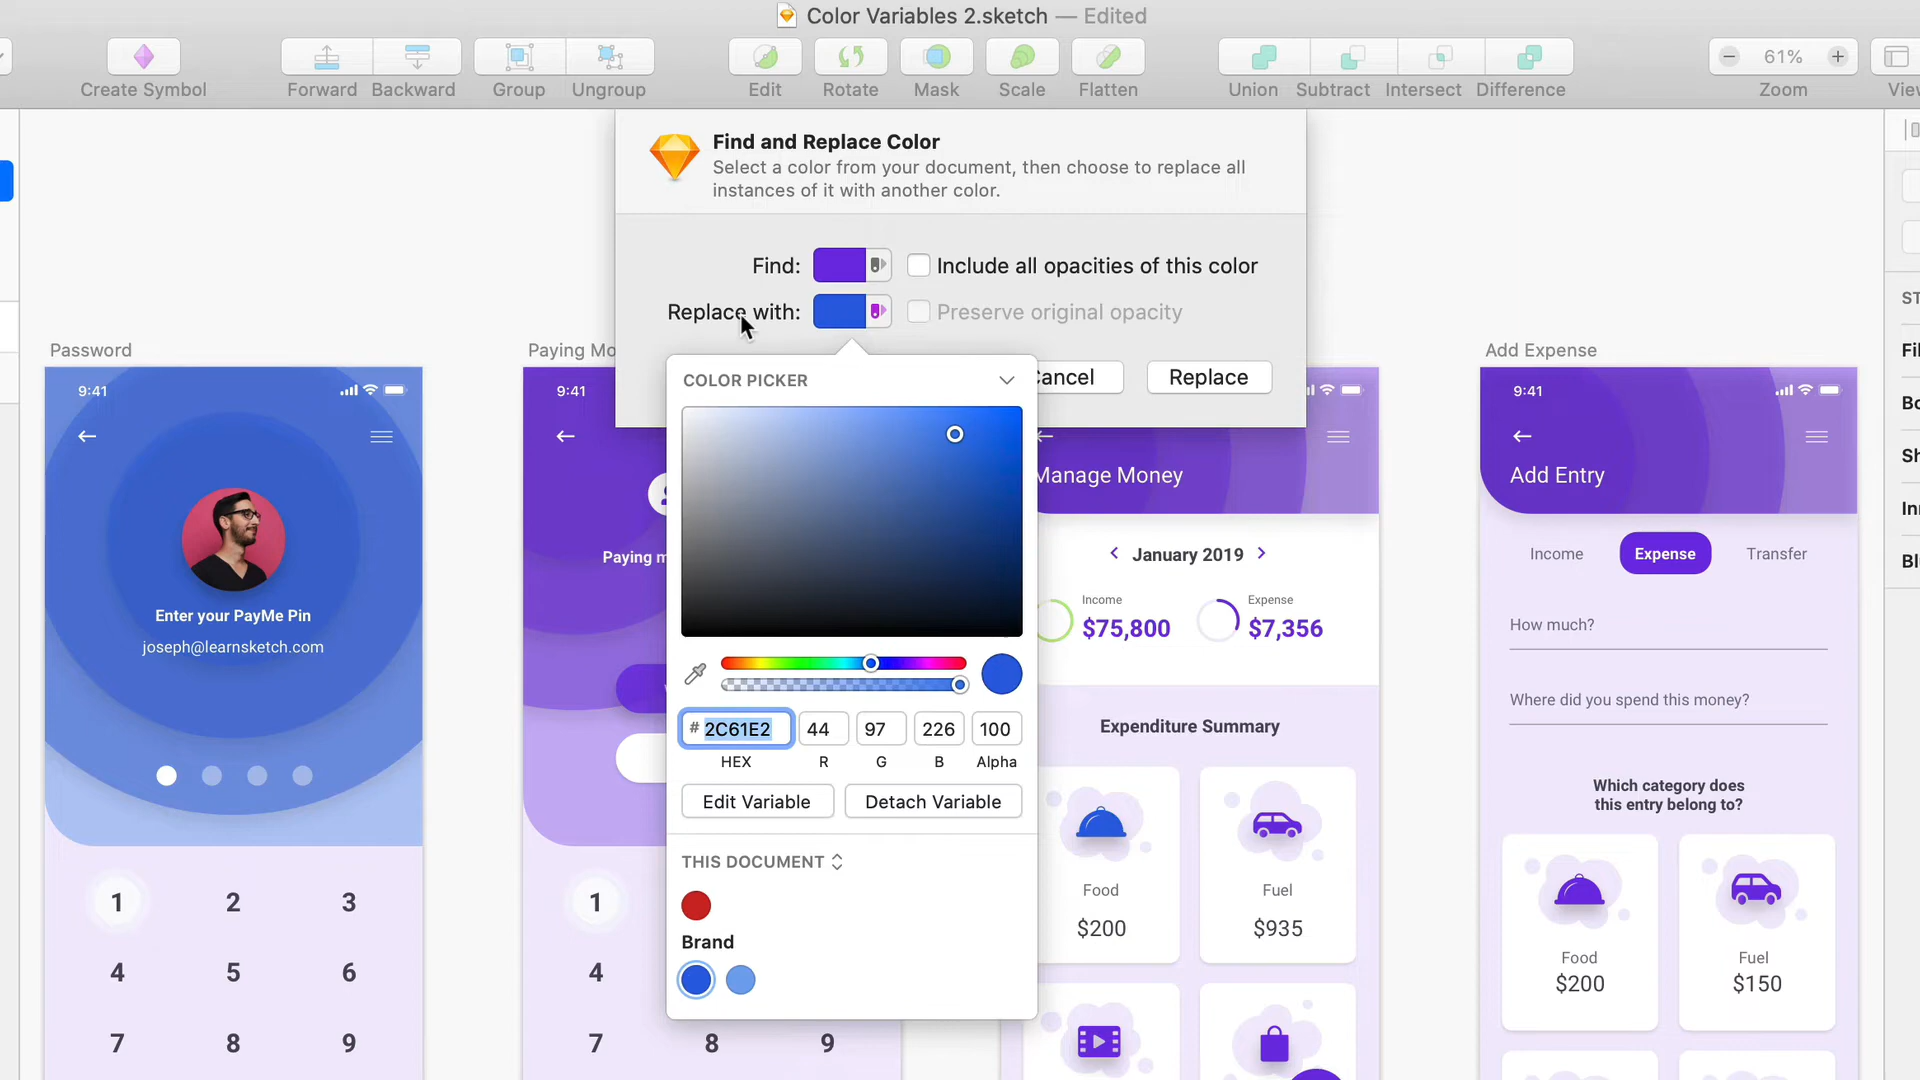 Color Variables 2.sketch — Edited
61%
Create Symbol
Forward
Backward
Group
Ungroup
Edit
Rotate
Mask
Scale
Flatten
Union
Subtract
Intersect
Difference
Zoom
Find and Replace Color
Select a color from your document, then choose to replace all
instances of it with another color.
Find:
Include all opacities of this color
Replace with:
Preserve original opacity
Replace
COLOR PICKER
# 2C61E2
44
97
226
100
HEX
R
G
B
Alpha
Edit Variable
Detach Variable
THIS DOCUMENT
Brand
Password
9:41
Enter your PayMe Pin
joseph@learnsketch.com
1
2
3
4
5
6
7
8
9
9:41
Paying
1
4
7
8
9
Manage Money
January 2019
Income
$75,800
Expense
$7,356
Expenditure Summary
Food
$200
Fuel
$935
Add Expense
9:41
Add Entry
Income
Expense
Transfer
How much?
Where did you spend this money?
Which category does
this entry belong to?
Food
$200
Fuel
$150